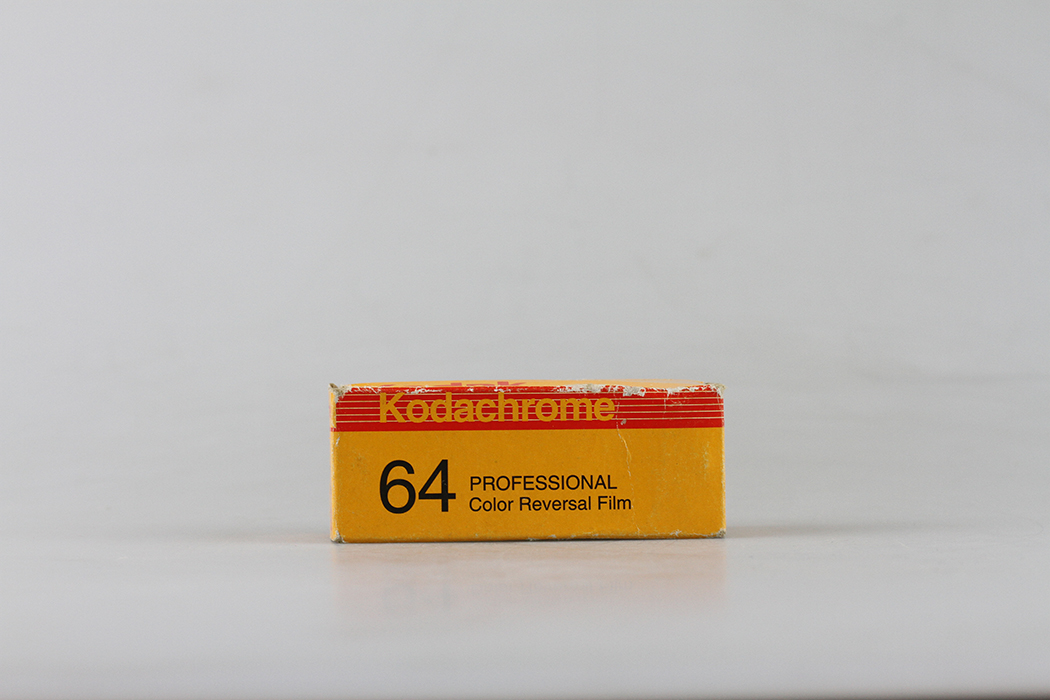 Kodachrome
64 PROFESSIONAL
Color Reversal Film